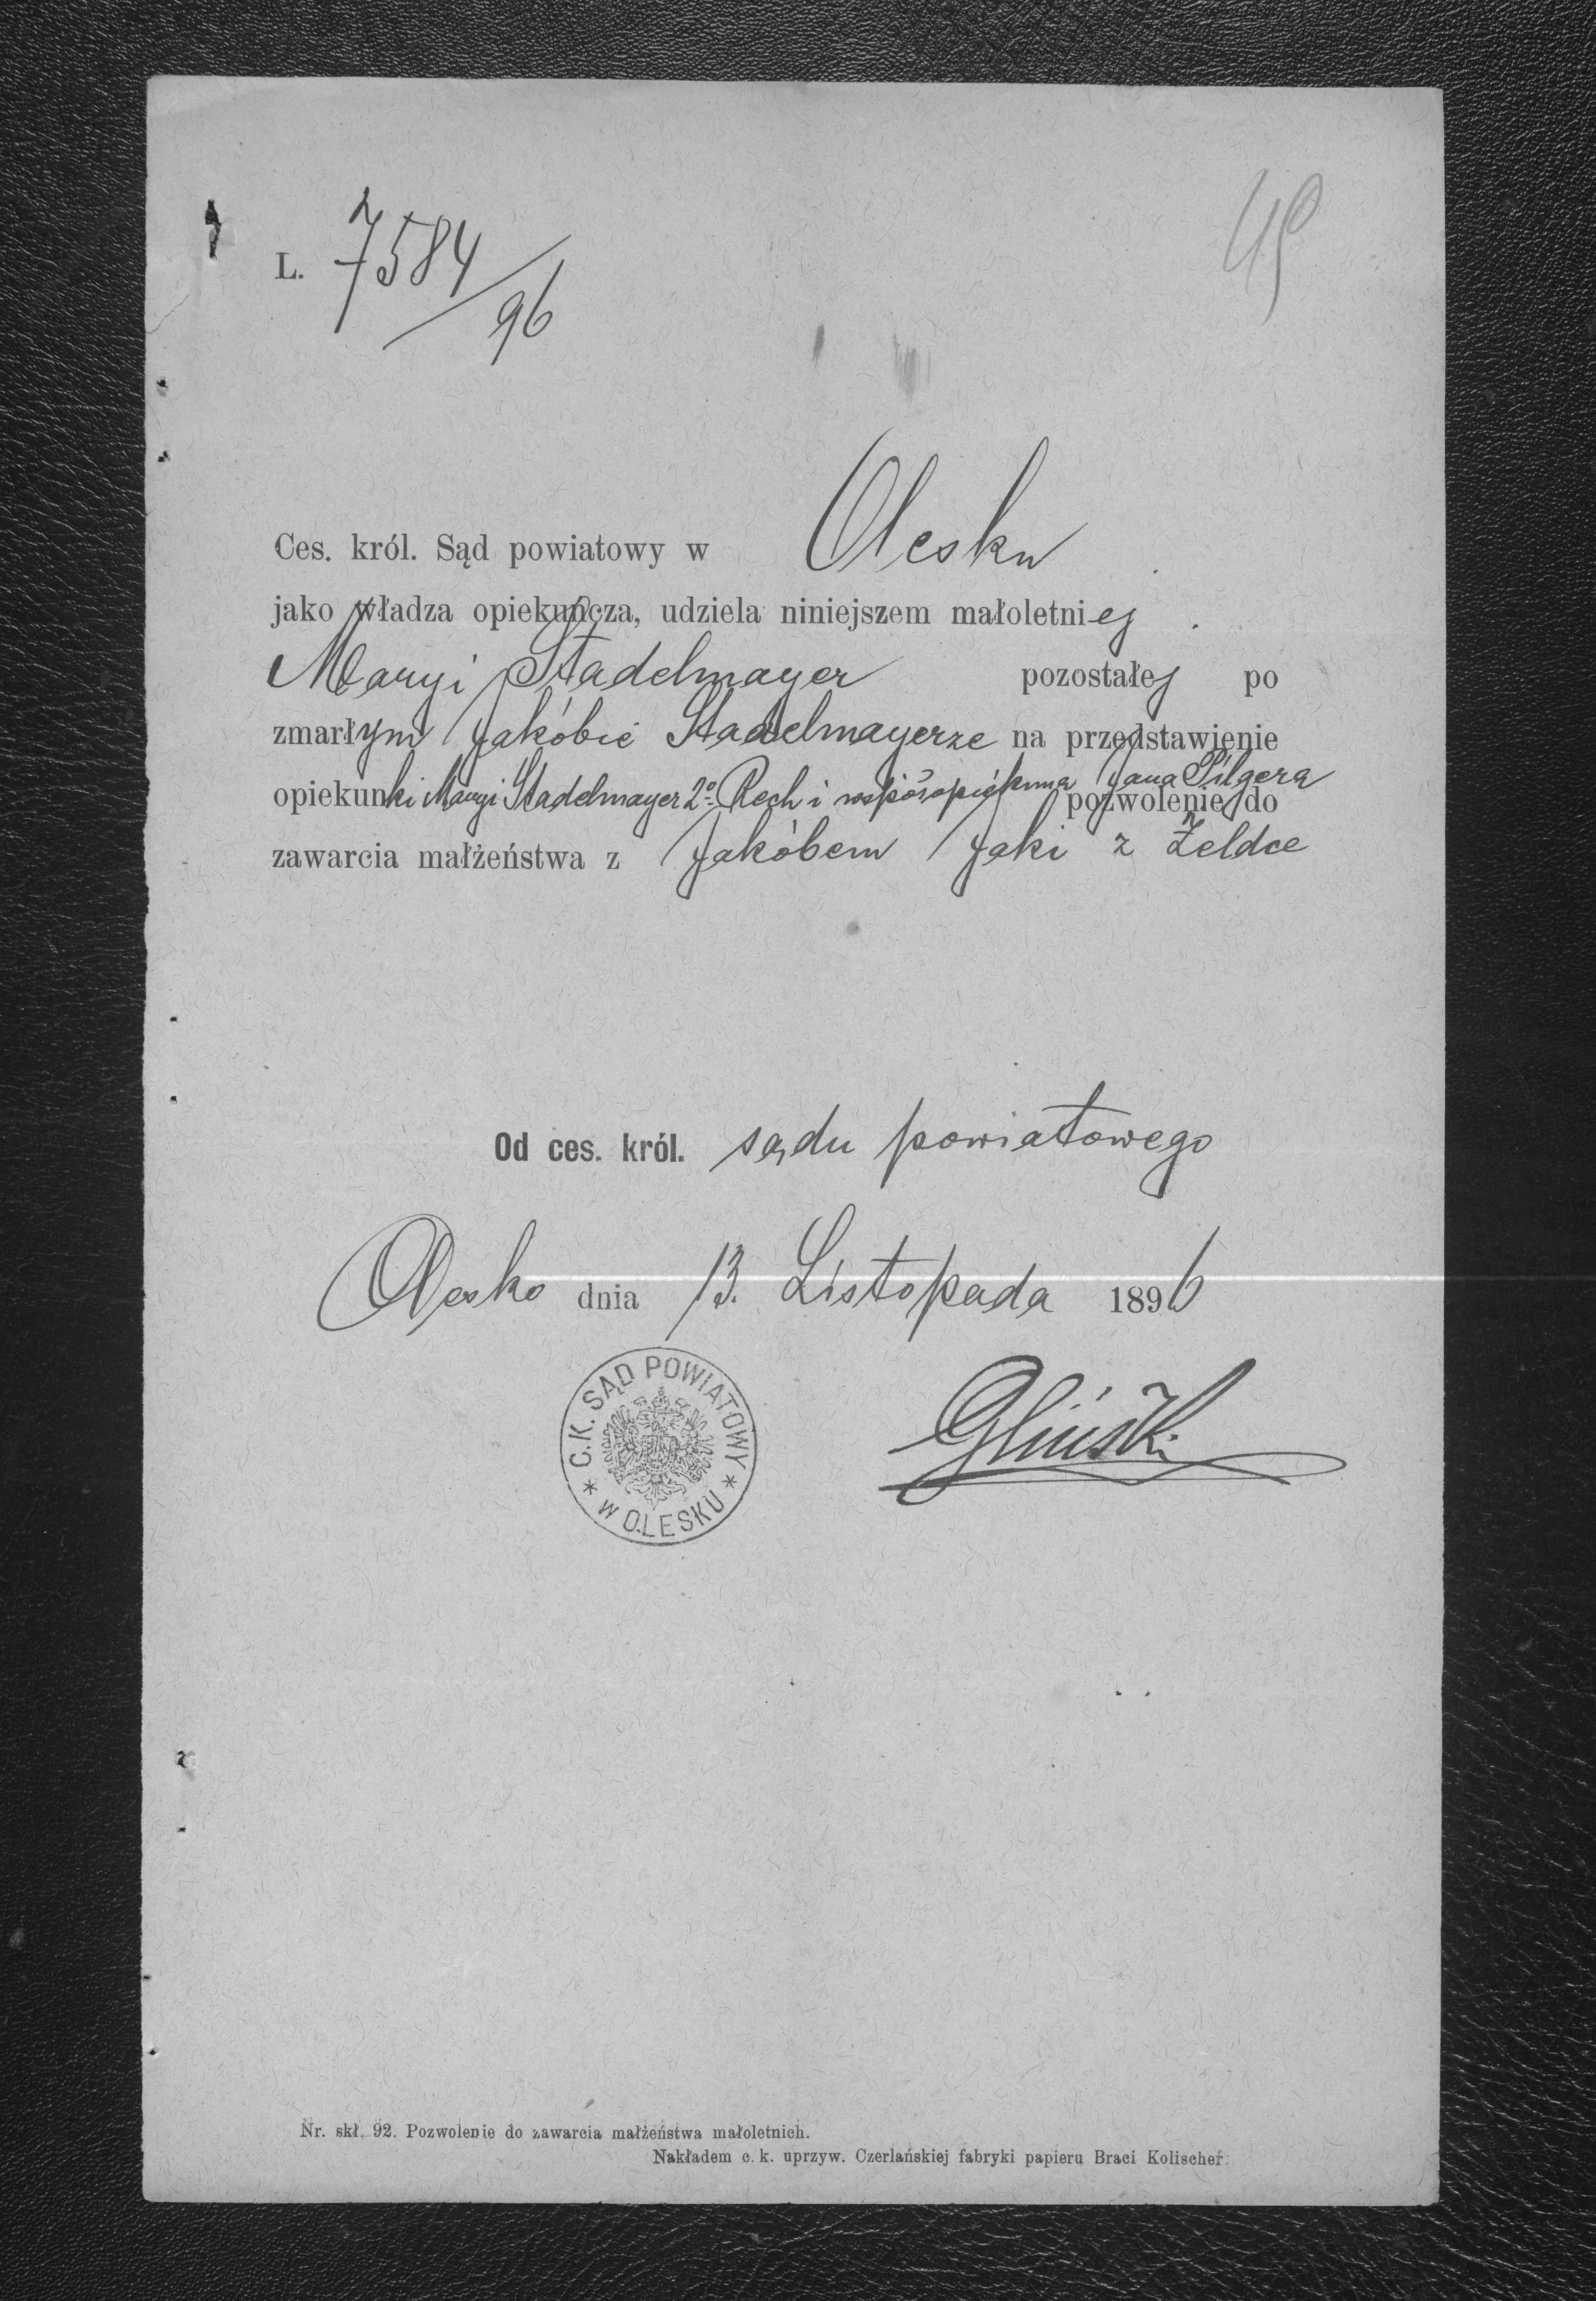 L. 7584/96
49
Ces. król. Sąd powiatowy w Olesku
jako władza opiekuńcza, udziela niniejszem małoletniej
Maryi Stadelmayer pozostałej po
zmarłym Jakóbie Stadelmayerze na przedstawienie
opiekunki Maryi Stadelmayer 2º Rech i współopiekuna Jana Pilgera pozwolenie do
zawarcia małżeństwa z Jakóbem Jaki z Żeldce
Od ces. król. sądu powiatowego
Olesko dnia 13. Listopada 1896
C.K. SĄD POWIATOWY * W OLESKU *
Gliński
Nr. skł. 92. Pozwolenie do zawarcia małżeństwa małoletnich.
Nakładem c. k. uprzyw. Czerlańskiej fabryki papieru Braci Kolischer.